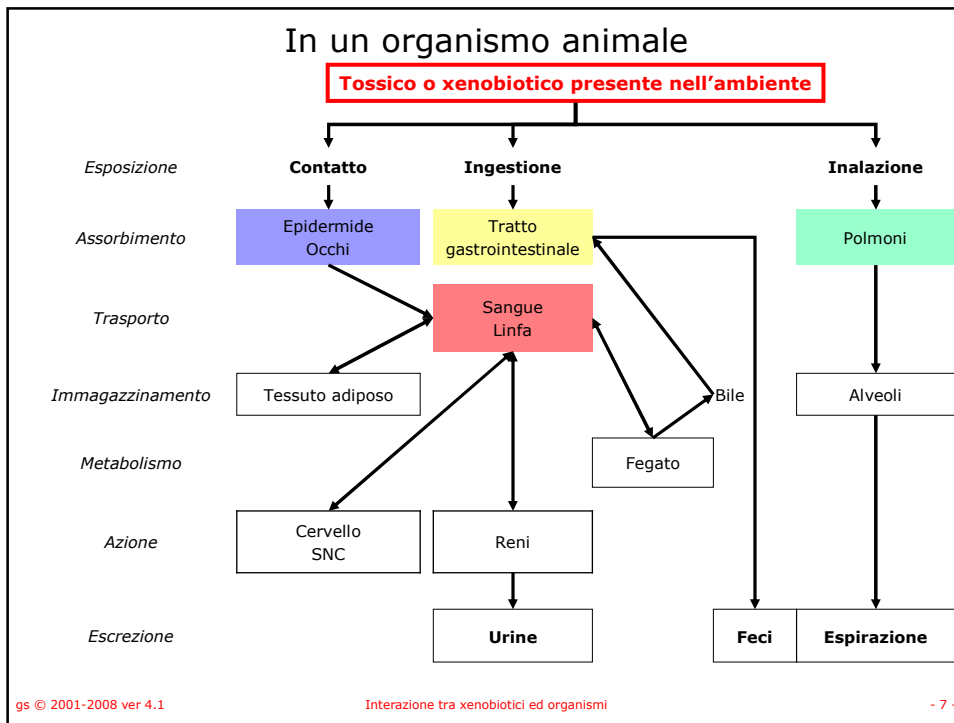 In un organismo animale
Tossico o xenobiotico presente nell'ambiente
Esposizione
Contatto
Ingestione
Inalazione
Assorbimento
Epidermide
Occhi
Tratto
gastrointestinale
Polmoni
Trasporto
Sangue
Linfa
Immagazzinamento
Tessuto adiposo
Bile
Alveoli
Metabolismo
Fegato
Azione
Cervello
SNC
Reni
Escrezione
Urine
Feci
Espirazione
gs © 2001-2008 ver 4.1
Interazione tra xenobiotici ed organismi
- 7 -